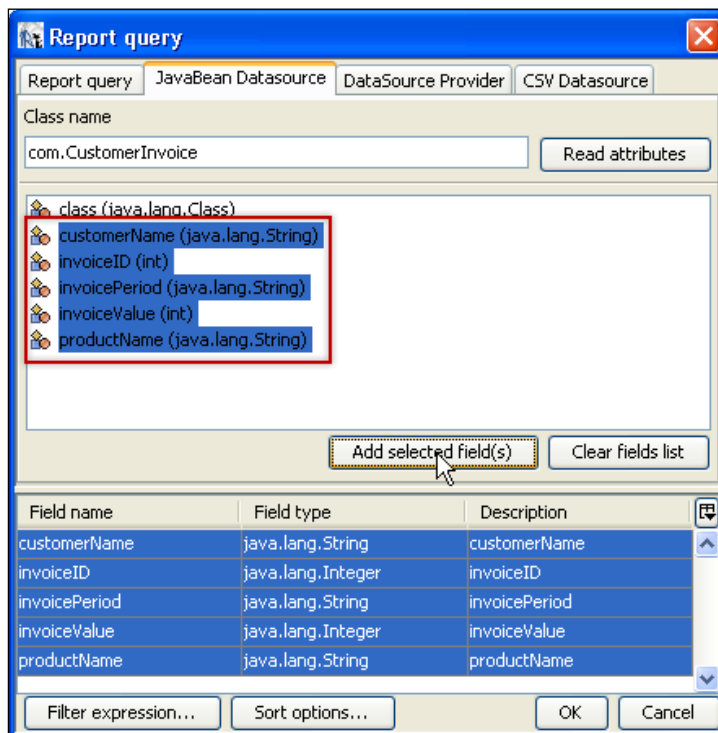 Report query
Report query JavaBean Datasource DataSource Provider CSV Datasource
Class name
com.CustomerInvoice Read attributes
class (java.lang.Class)
customerName (java.lang.String)
invoiceID (int)
invoicePeriod (java.lang.String)
invoiceValue (int)
productName (java.lang.String)
Add selected field(s) Clear fields list
Field name Field type Description
customerName java.lang.String customerName
invoiceID java.lang.Integer invoiceID
invoicePeriod java.lang.String invoicePeriod
invoiceValue java.lang.Integer invoiceValue
productName java.lang.String productName
Filter expression... Sort options... OK Cancel